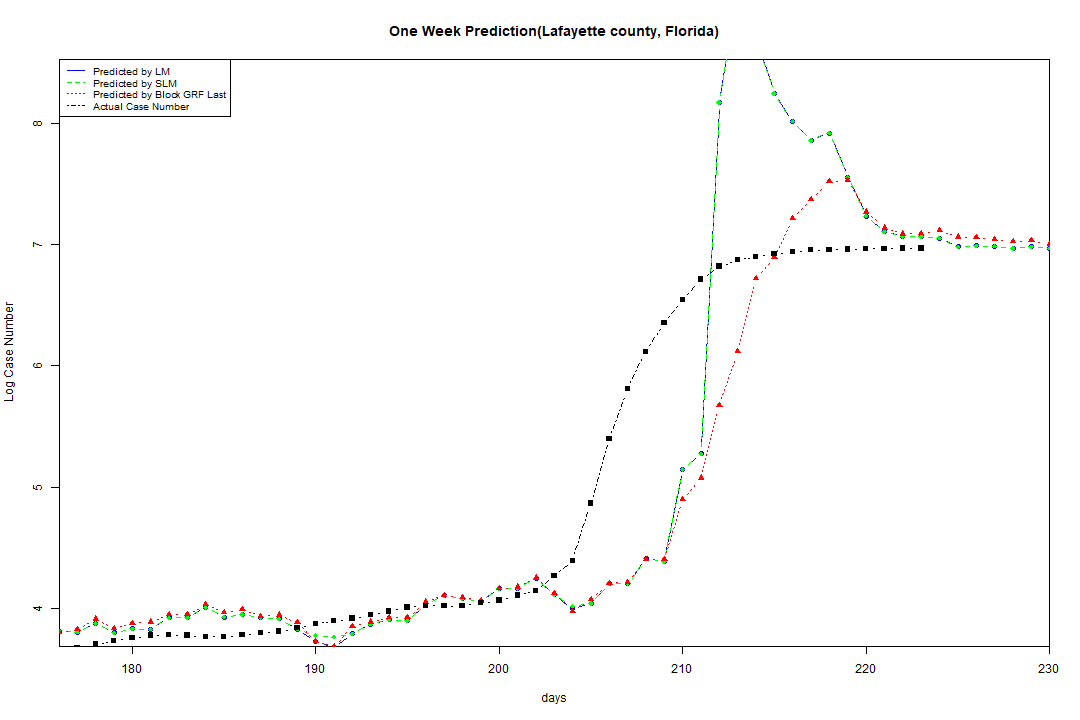 One Week Prediction(Lafayette county, Florida)
Predicted by LM
Predicted by SLM
Predicted by Block GRF Last
Actual Case Number
8
7
6
5
4
Log Case Number
180 190 200 210 220 230
days